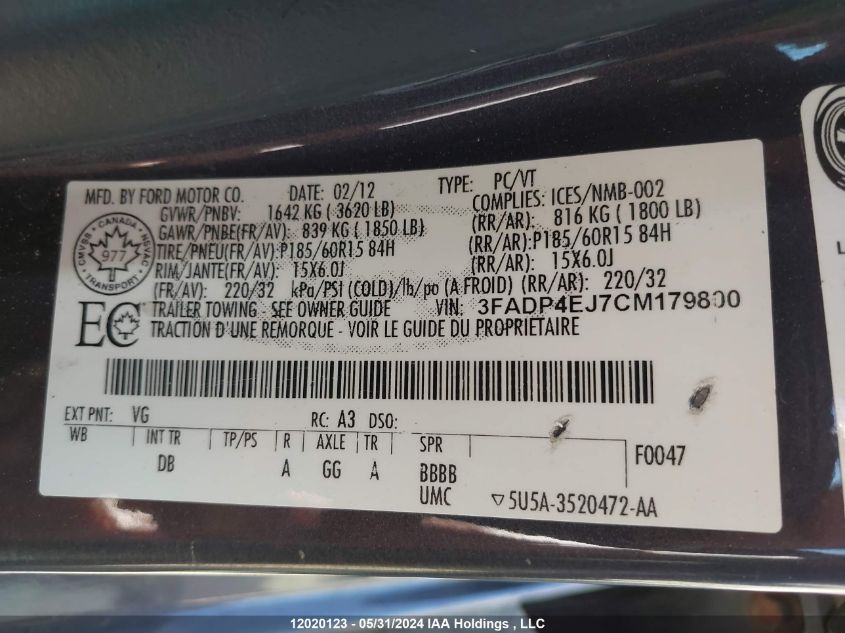 MFD. BY FORD MOTOR CO. DATE: 02/12 TYPE: PC/VT
GVWR/PNBV: 1642 KG ( 3620 LB) COMPLIES: ICES/NMB-002
GAWR/PNBE(FR/AV): 839 KG ( 1850 LB) (RR/AR): 816 KG ( 1800 LB)
TIRE/PNEU(FR/AV): P185/60R15 84H (RR/AR): P185/60R15 84H
RIM/JANTE(FR/AV): 15X6.0J (RR/AR): 15X6.0J
(FR/AV): 220/32 kPa/PSI (COLD)/lb/po (A FROID) (RR/AR): 220/32
TRAILER TOWING - SEE OWNER GUIDE VIN: 3FADP4EJ7CM179800
TRACTION D'UNE REMORQUE - VOIR LE GUIDE DU PROPRIETAIRE
CANADA
CMVSS NSVAC
977
TRANSPORT
EC
EXT PNT: VG RC: A3 DSO:
WB INT TR TP/PS R AXLE TR SPR F0047
DB A GG A BBBB
UMC ▽5U5A-3520472-AA
L
12020123 - 05/31/2024 IAA Holdings, LLC